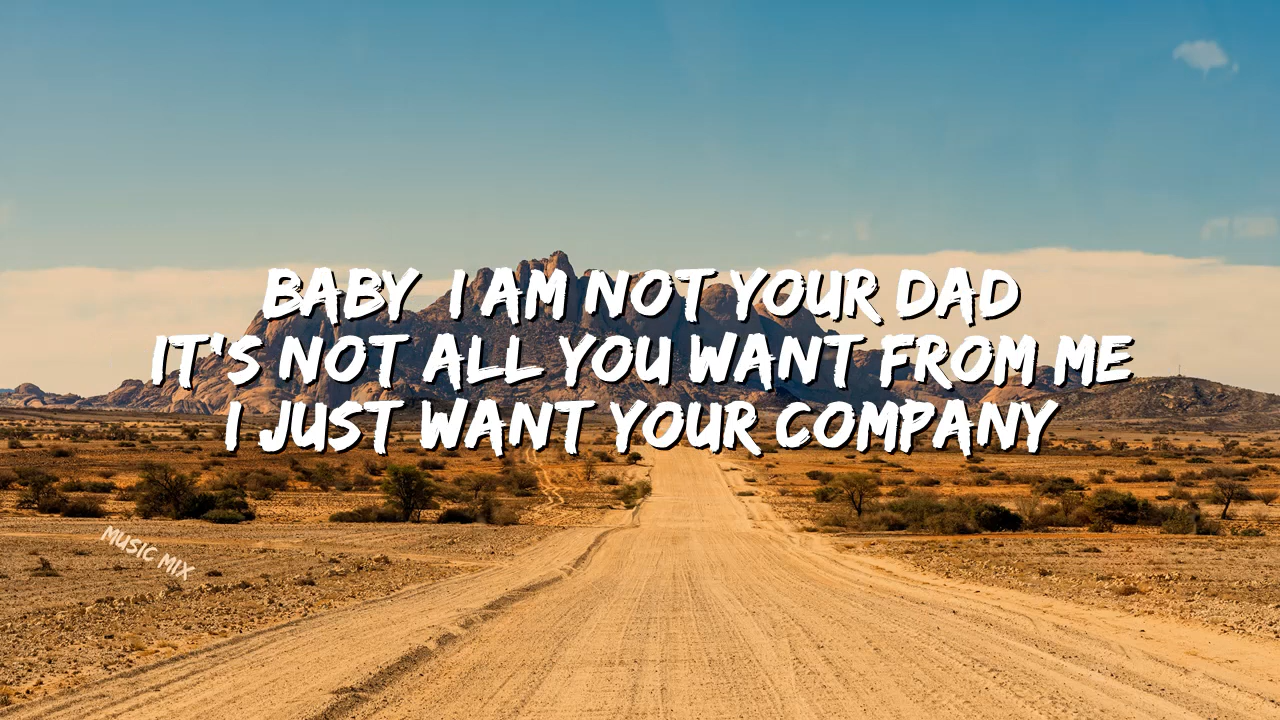 BABY I AM NOT YOUR DAD
IT'S NOT ALL YOU WANT FROM ME
I JUST WANT YOUR COMPANY
MUSIC MIX